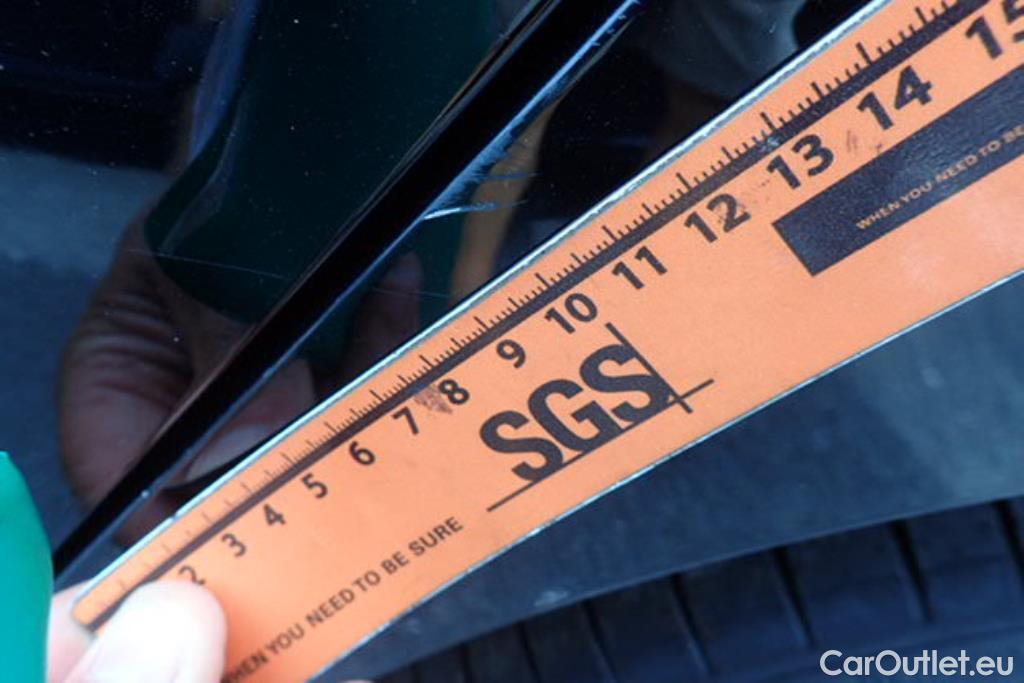 2 3 4 5 6 7 8 9 10 11 12 13 14 15
WHEN YOU NEED TO BE
SGS
WHEN YOU NEED TO BE SURE
CarOutlet.eu